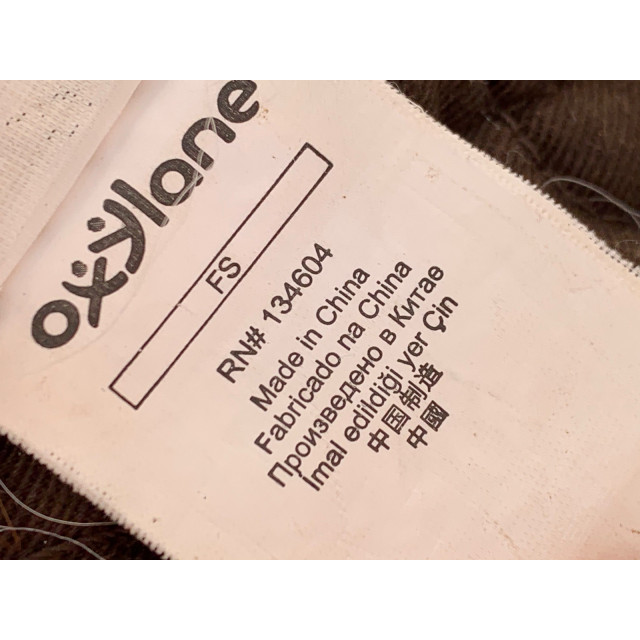 oxylane
FS
RN# 134604
Made in China
Fabricado na China
Произведено в Китае
İmal edildiği yer Çin
中国制造
中國